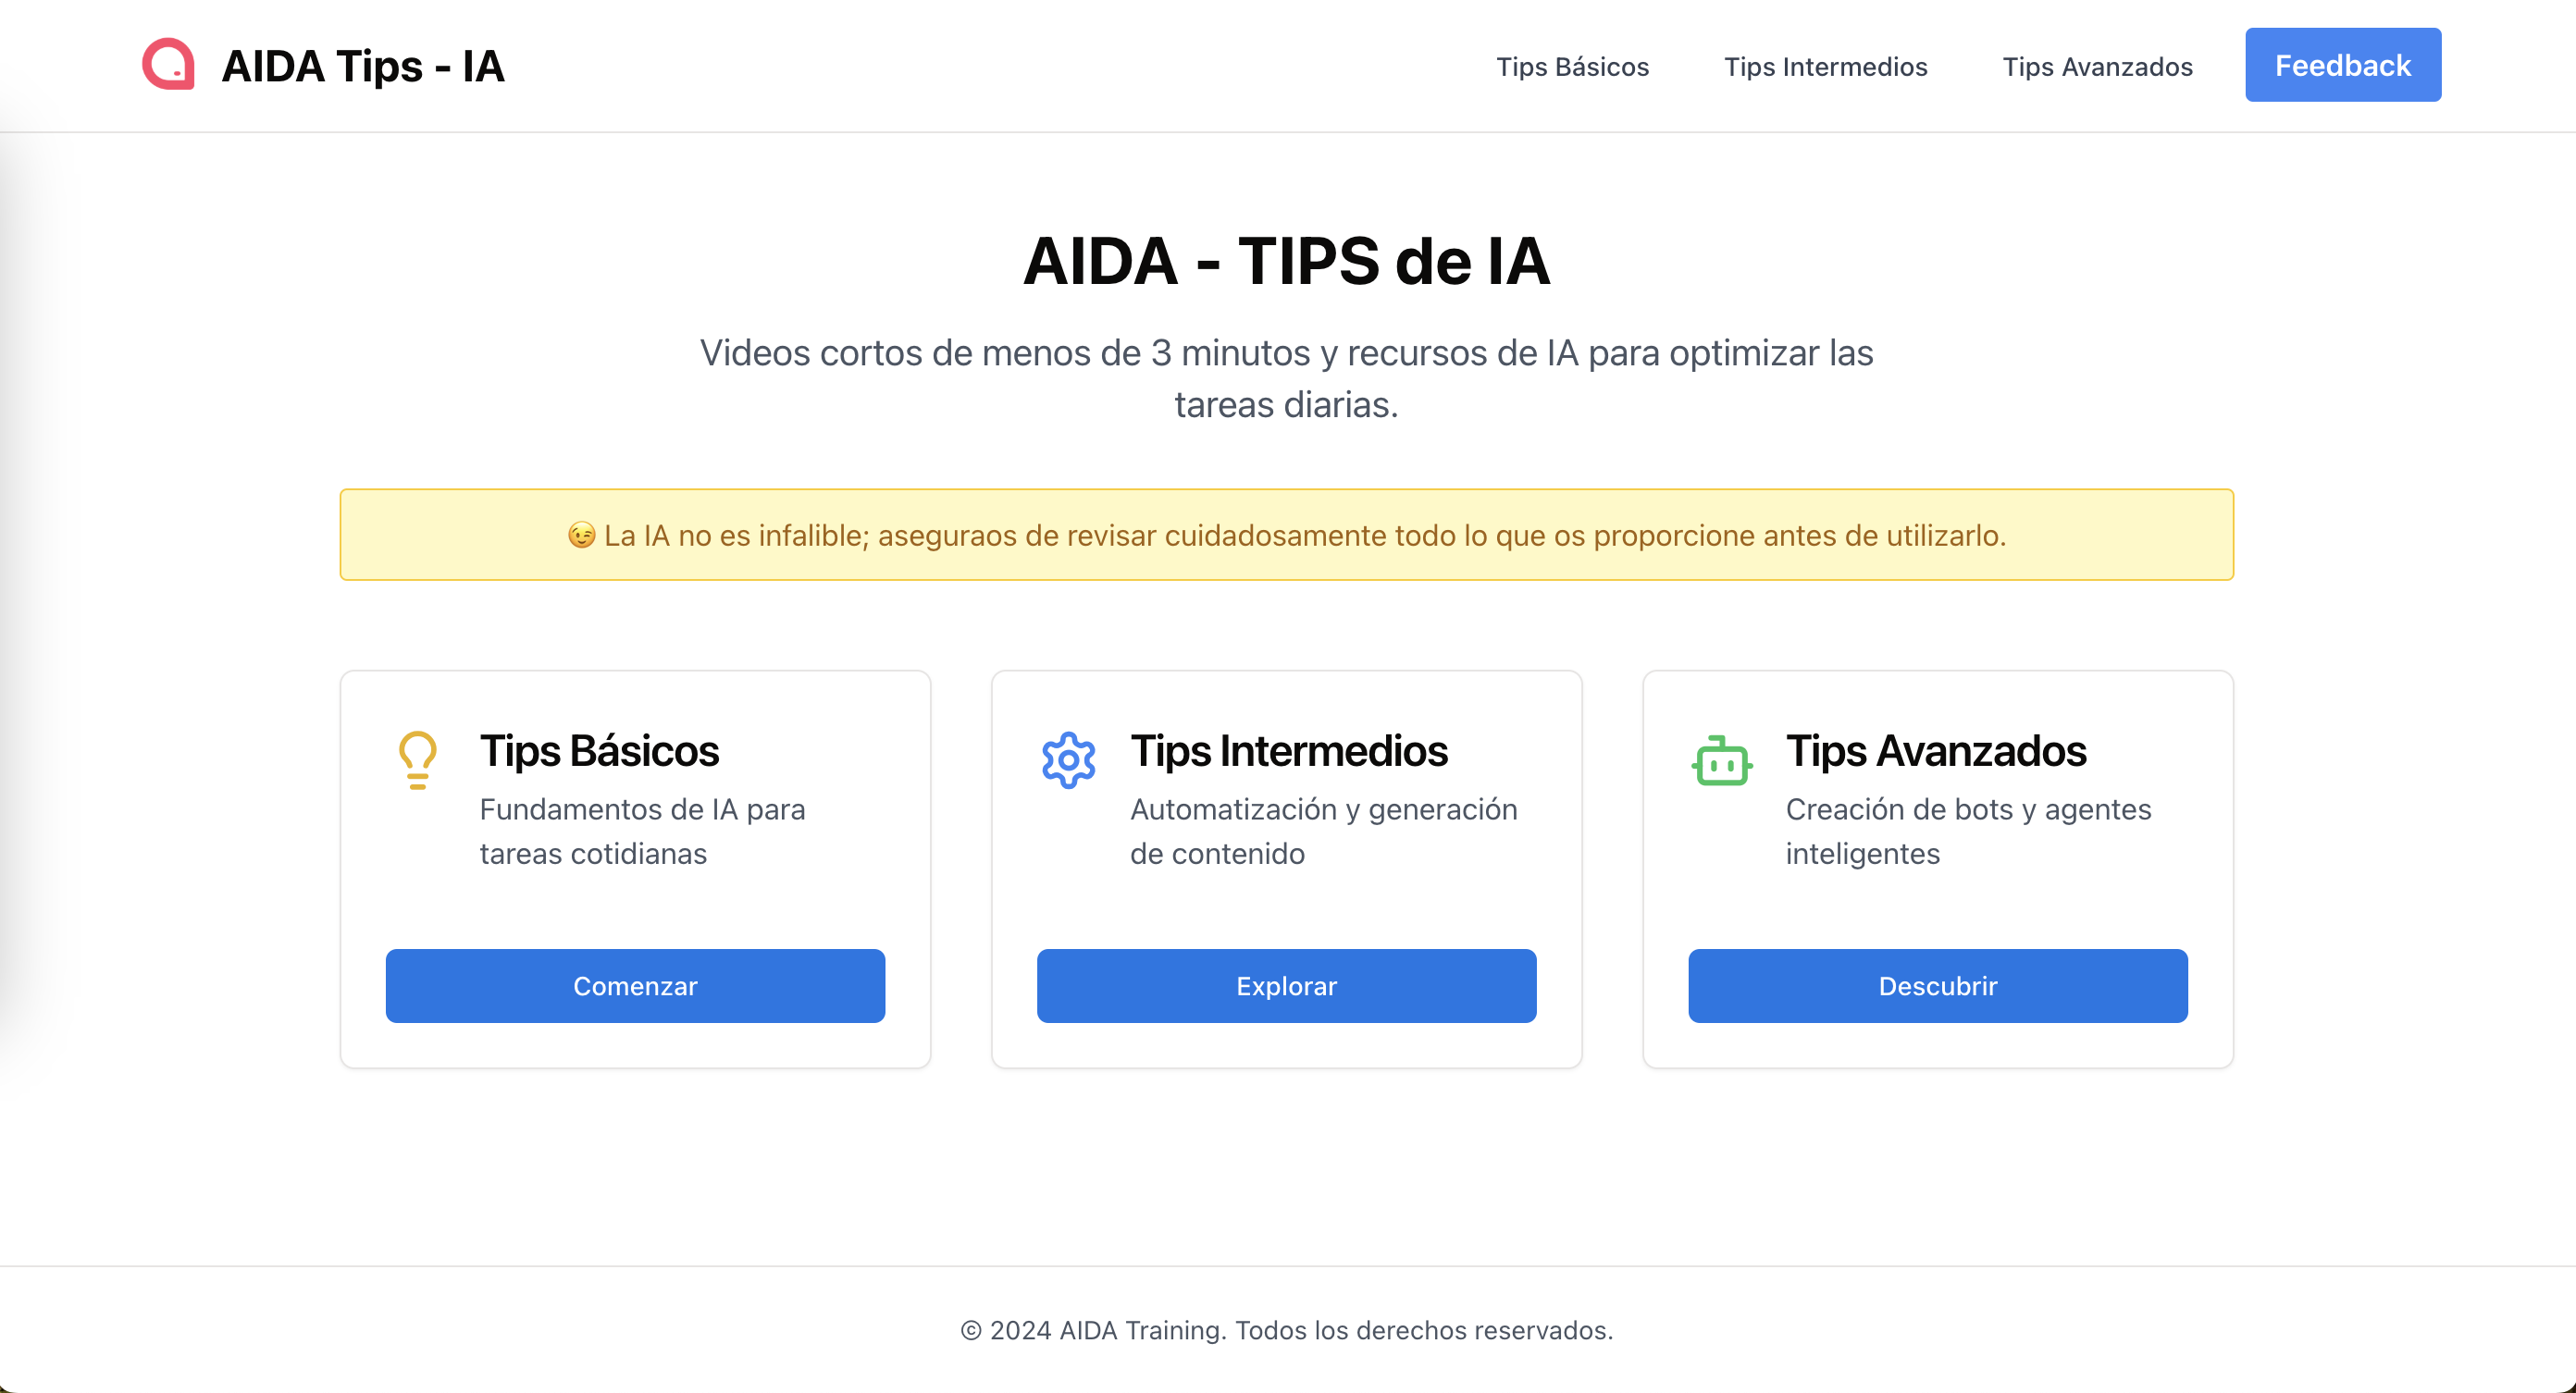 AIDA Tips - IA
Tips Básicos
Tips Intermedios
Tips Avanzados
Feedback
AIDA - TIPS de IA
Videos cortos de menos de 3 minutos y recursos de IA para optimizar las
tareas diarias.
😉 La IA no es infalible; aseguraos de revisar cuidadosamente todo lo que os proporcione antes de utilizarlo.
Tips Básicos
Fundamentos de IA para
tareas cotidianas
Comenzar
Tips Intermedios
Automatización y generación
de contenido
Explorar
Tips Avanzados
Creación de bots y agentes
inteligentes
Descubrir
© 2024 AIDA Training. Todos los derechos reservados.